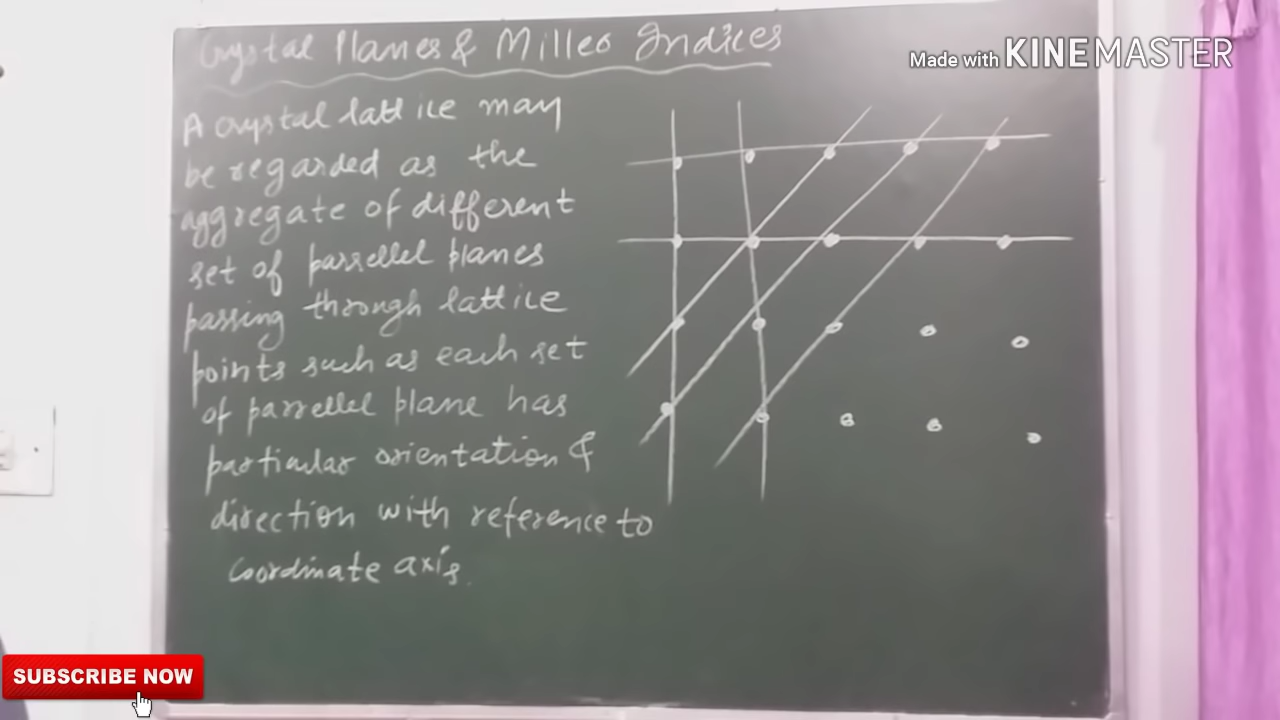 Crystal Planes & Miller Indices
Made with KINEMASTER
A crystal lattice may
be regarded as the
aggregate of different
set of parrellel planes
passing through lattice
points such as each set
of parrellel plane has
particular orientation &
direction with reference to
coordinate axis.
SUBSCRIBE NOW